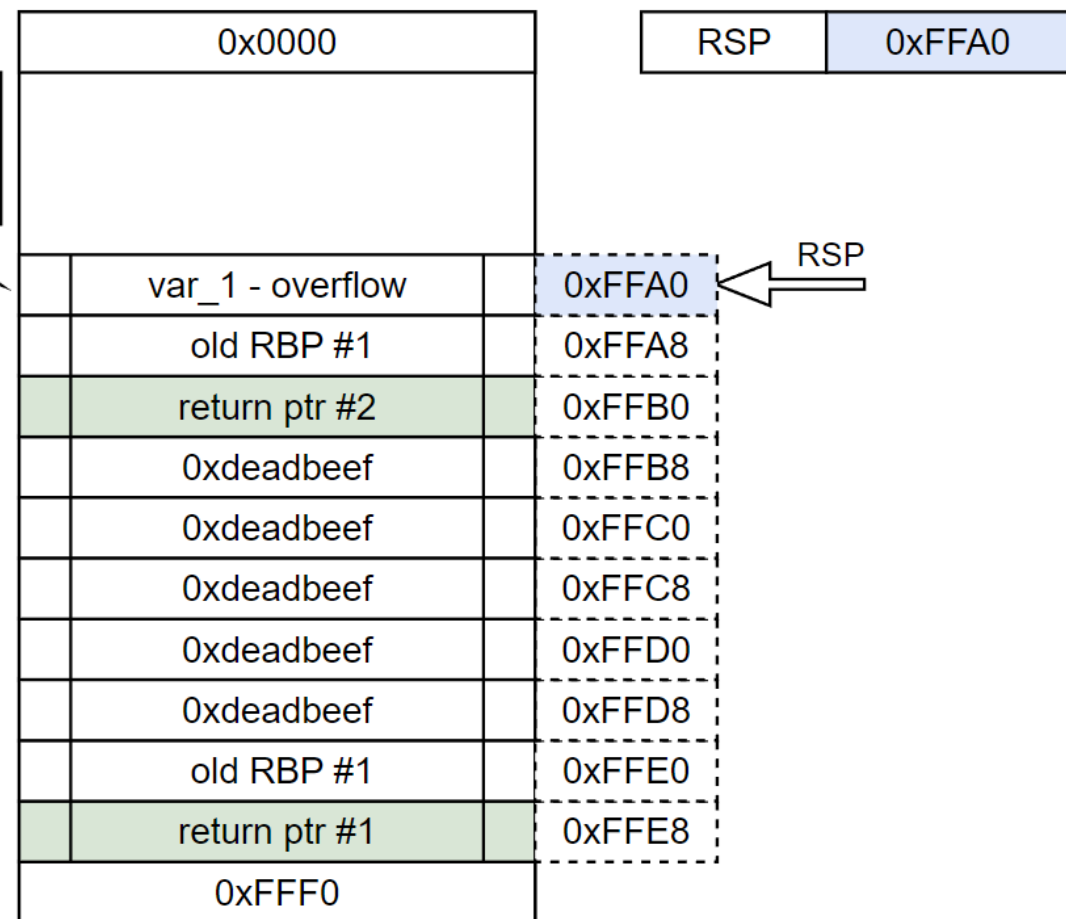 0x0000
RSP 0xFFA0
RSP
var_1 - overflow 0xFFA0
old RBP #1 0xFFA8
return ptr #2 0xFFB0
0xdeadbeef 0xFFB8
0xdeadbeef 0xFFC0
0xdeadbeef 0xFFC8
0xdeadbeef 0xFFD0
0xdeadbeef 0xFFD8
old RBP #1 0xFFE0
return ptr #1 0xFFE8
0xFFF0